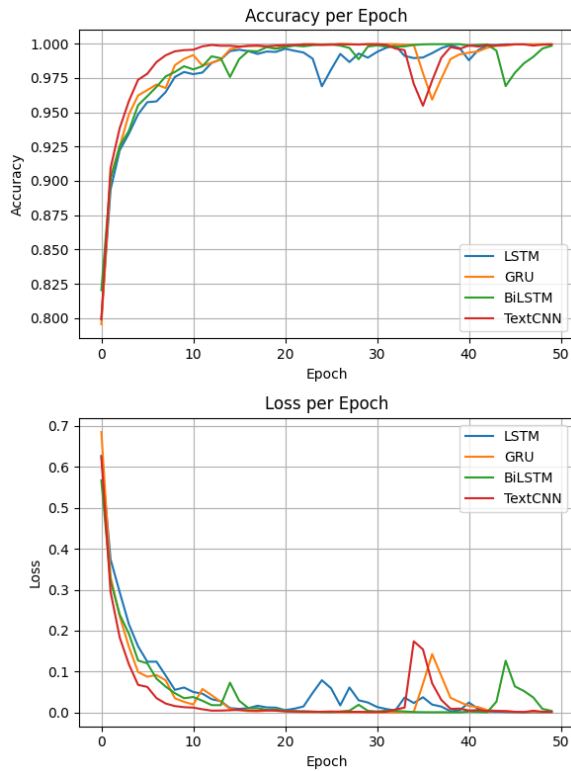 Accuracy per Epoch
1.000
0.975
0.950
0.925
0.900
0.875
0.850
0.825
0.800
Accuracy
LSTM
GRU
BiLSTM
TextCNN
0 10 20 30 40 50
Epoch
Loss per Epoch
0.7
0.6
0.5
0.4
0.3
0.2
0.1
0.0
Loss
LSTM
GRU
BiLSTM
TextCNN
0 10 20 30 40 50
Epoch